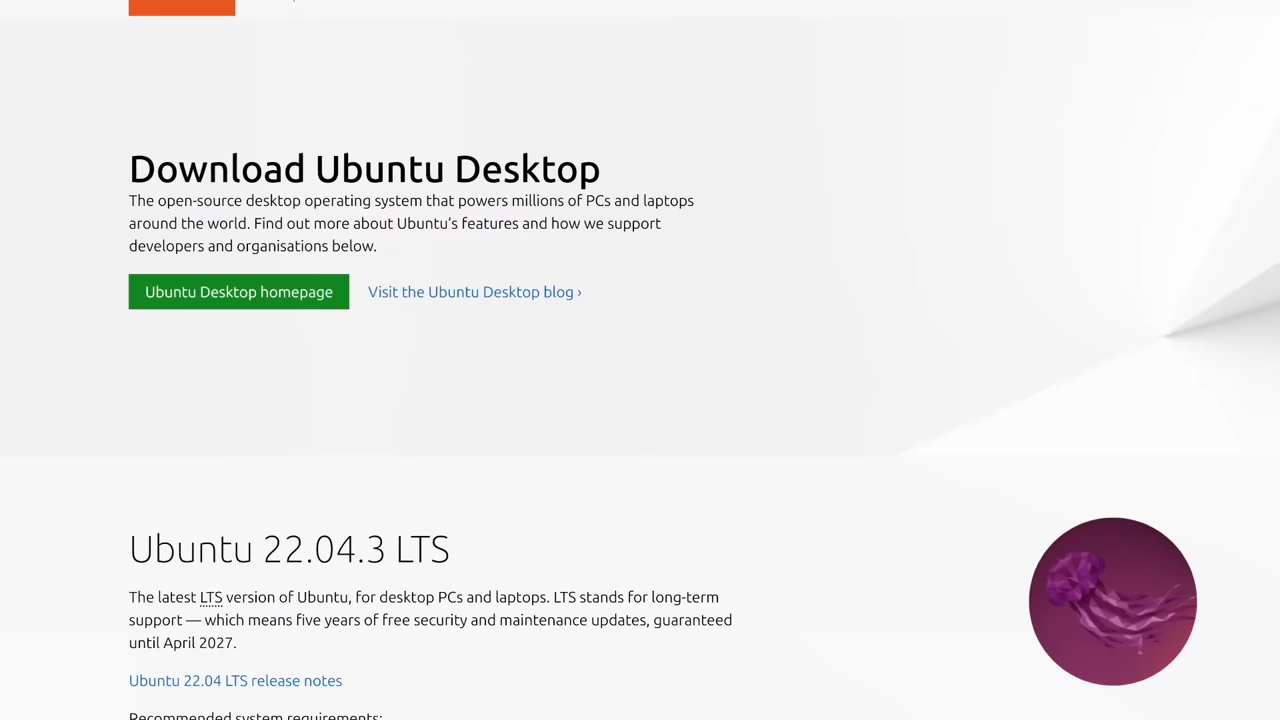 Download Ubuntu Desktop
The open-source desktop operating system that powers millions of PCs and laptops
around the world. Find out more about Ubuntu’s features and how we support
developers and organisations below.
Ubuntu Desktop homepage
Visit the Ubuntu Desktop blog ›
Ubuntu 22.04.3 LTS
The latest LTS version of Ubuntu, for desktop PCs and laptops. LTS stands for long-term
support — which means five years of free security and maintenance updates, guaranteed
until April 2027.
Ubuntu 22.04 LTS release notes
Recommended system requirements: